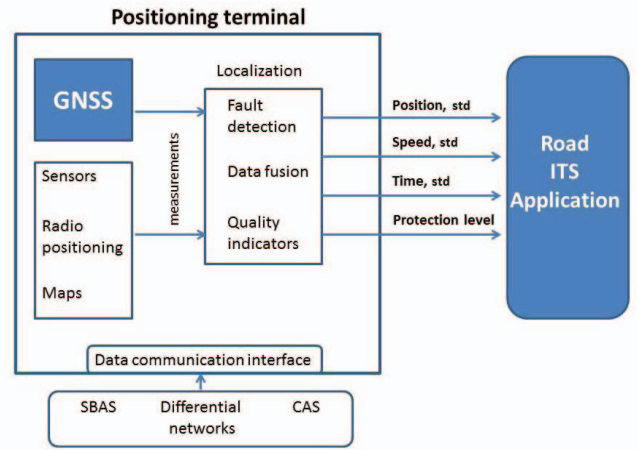 Positioning terminal
GNSS
Sensors
Radio
positioning
Maps
measurements
Localization
Fault
detection
Data fusion
Quality
indicators
Position, std
Speed, std
Time, std
Protection level
Road
ITS
Application
Data communication interface
SBAS Differential CAS
networks